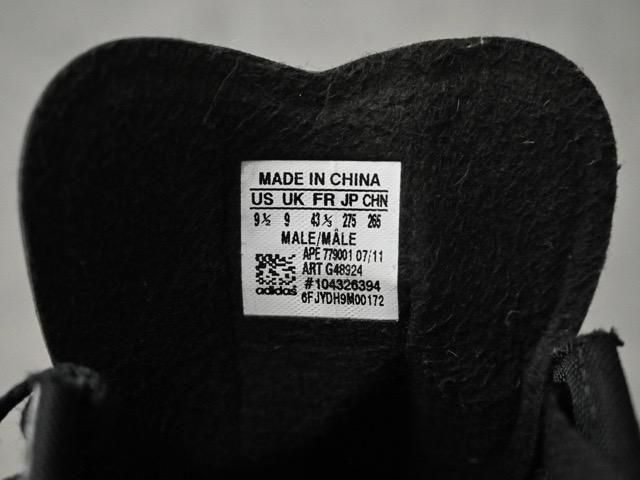 MADE IN CHINA
US UK FR JP CHN
9½ 9 43⅓ 275 265
MALE/MÂLE
APE 779001 07/11
ART G48924
#104326394
adidas 6FJYDH9M00172